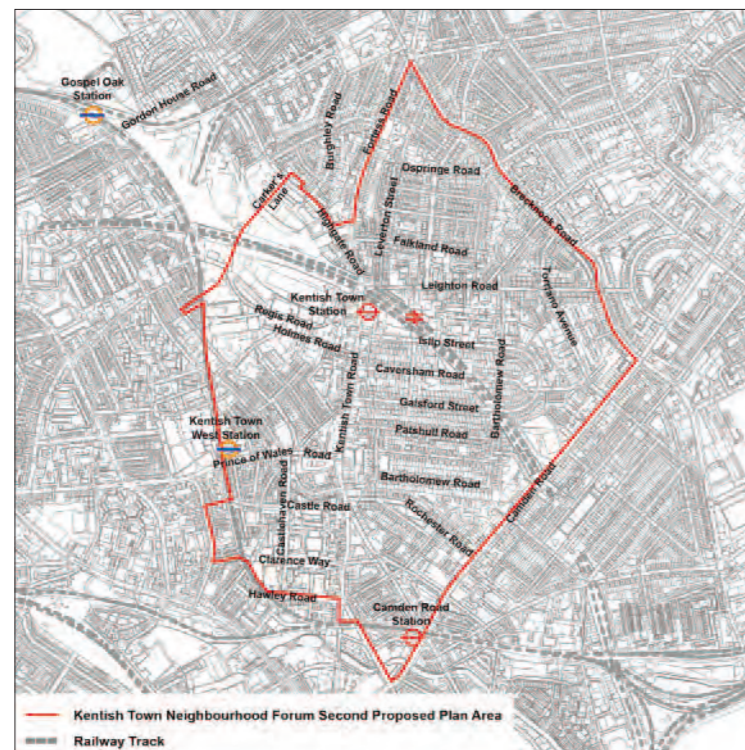 Gospel Oak
Station
Gordon House Road
Burghley Road
Fortess Road
Ospringe Road
Carker's
Lane
Highgate Road
Leverton Street
Brecknock Road
Falkland Road
Leighton Road
Torriano Avenue
Kentish Town
Station
Regis Road
Holmes Road
Islip Street
Caversham Road
Kentish Town Road
Bartholomew Road
Gaisford Street
Kentish Town
West Station
Patshull Road
Prince of Wales Road
Bartholomew Road
Castlehaven Road
Castle Road
Rochester Road
Camden Road
Clarence Way
Hawley Road
Camden Road
Station
Kentish Town Neighbourhood Forum Second Proposed Plan Area
Railway Track